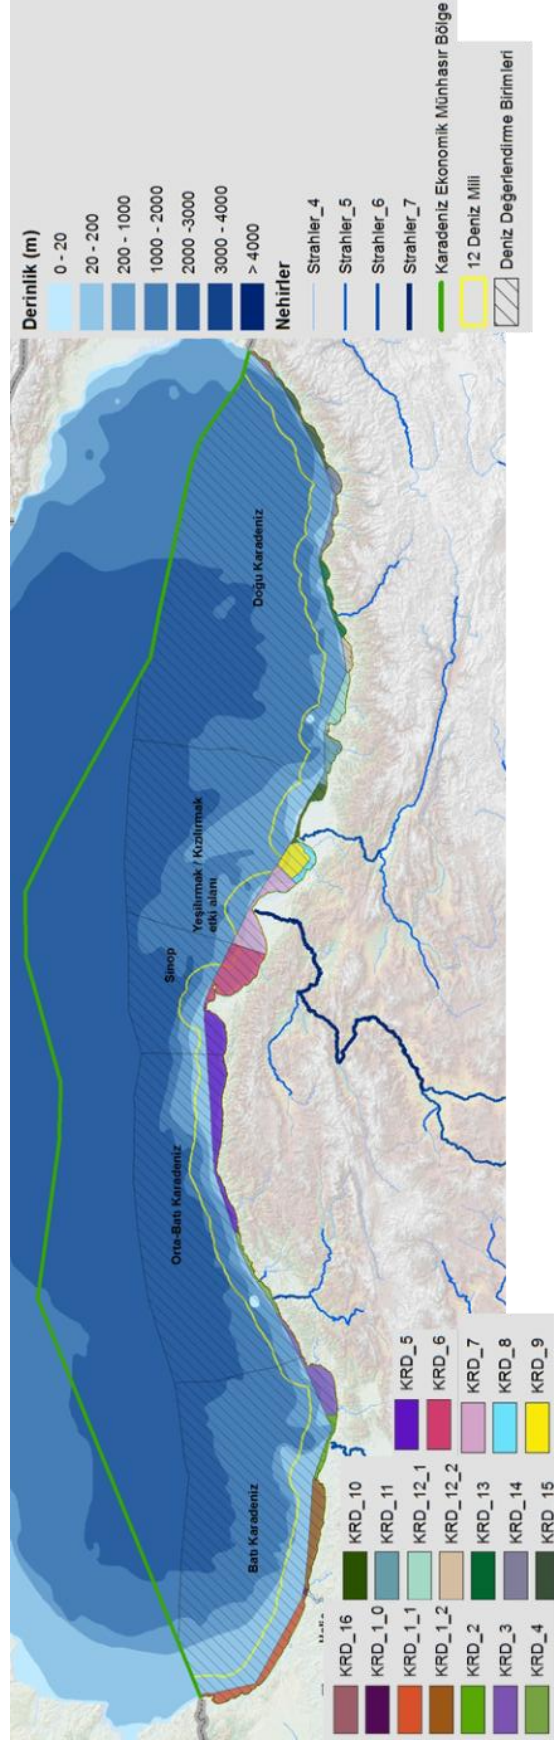 Derinlik (m)
0 - 20
20 - 200
200 - 1000
1000 - 2000
2000 -3000
3000 - 4000
> 4000
Nehirler
Strahler_4
Strahler_5
Strahler_6
Strahler_7
Karadeniz Ekonomik Münhasır Bölge
12 Deniz Mili
Deniz Değerlendirme Birimleri
Batı Karadeniz
Orta-Batı Karadeniz
Sinop
Yeşilırmak / Kızılırmak
etki alanı
Doğu Karadeniz
KRD_16
KRD_1_0
KRD_1_1
KRD_1_2
KRD_2
KRD_3
KRD_4
KRD_10
KRD_11
KRD_12_1
KRD_12_2
KRD_13
KRD_14
KRD_15
KRD_5
KRD_6
KRD_7
KRD_8
KRD_9